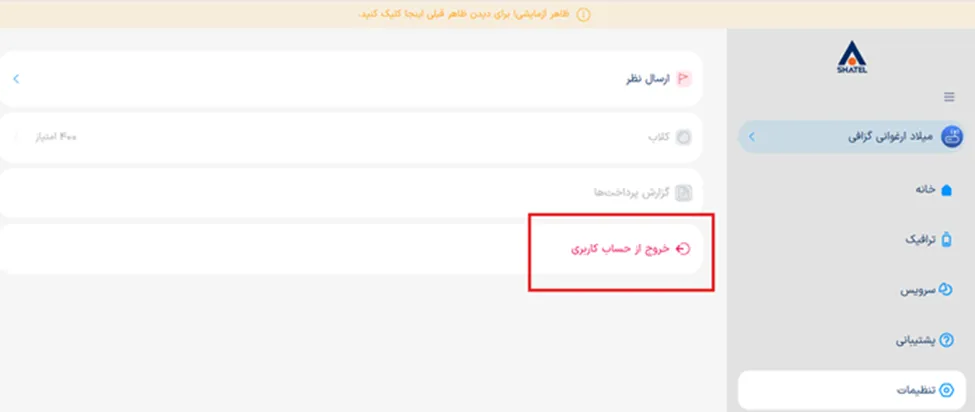 ظاهر آزمایشی! برای دیدن ظاهر قبلی اینجا کلیک کنید.
SHATEL
میلاد ارغوانی گزافی
خانه
ترافیک
سرویس
پشتیبانی
تنظیمات
ارسال نظر
کلاب
۴۰۰ امتیاز
گزارش پرداخت‌ها
خروج از حساب کاربری